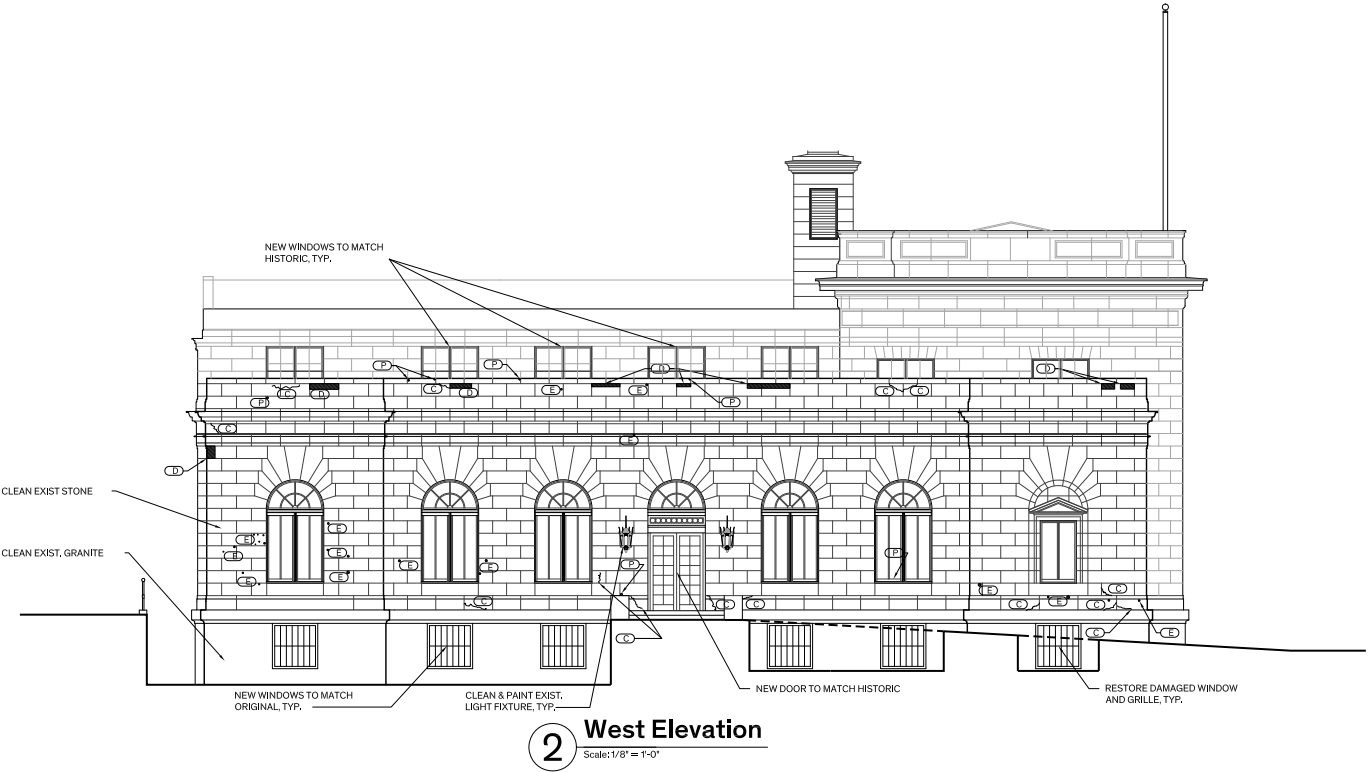 NEW WINDOWS TO MATCH
HISTORIC, TYP.
P
P
D
D
C
D
C
D
E
E
C
C
P
P
C
E
D
CLEAN EXIST STONE
E
E
E
P
CLEAN EXIST. GRANITE
E
E
E
E
P
E
E
E
C
C
C
C
E
C
C
C
C
E
NEW WINDOWS TO MATCH
ORIGINAL, TYP.
CLEAN & PAINT EXIST.
LIGHT FIXTURE, TYP.
NEW DOOR TO MATCH HISTORIC
RESTORE DAMAGED WINDOW
AND GRILLE, TYP.
2
West Elevation
Scale: 1/8" = 1'-0"